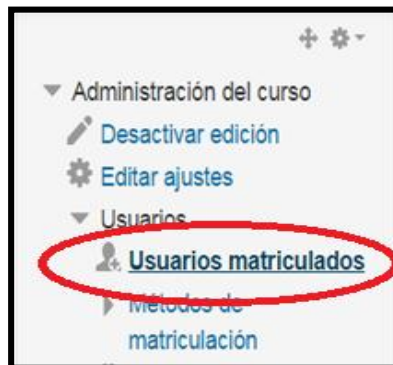 Administración del curso
Desactivar edición
Editar ajustes
Usuarios
Usuarios matriculados
Métodos de
matriculación